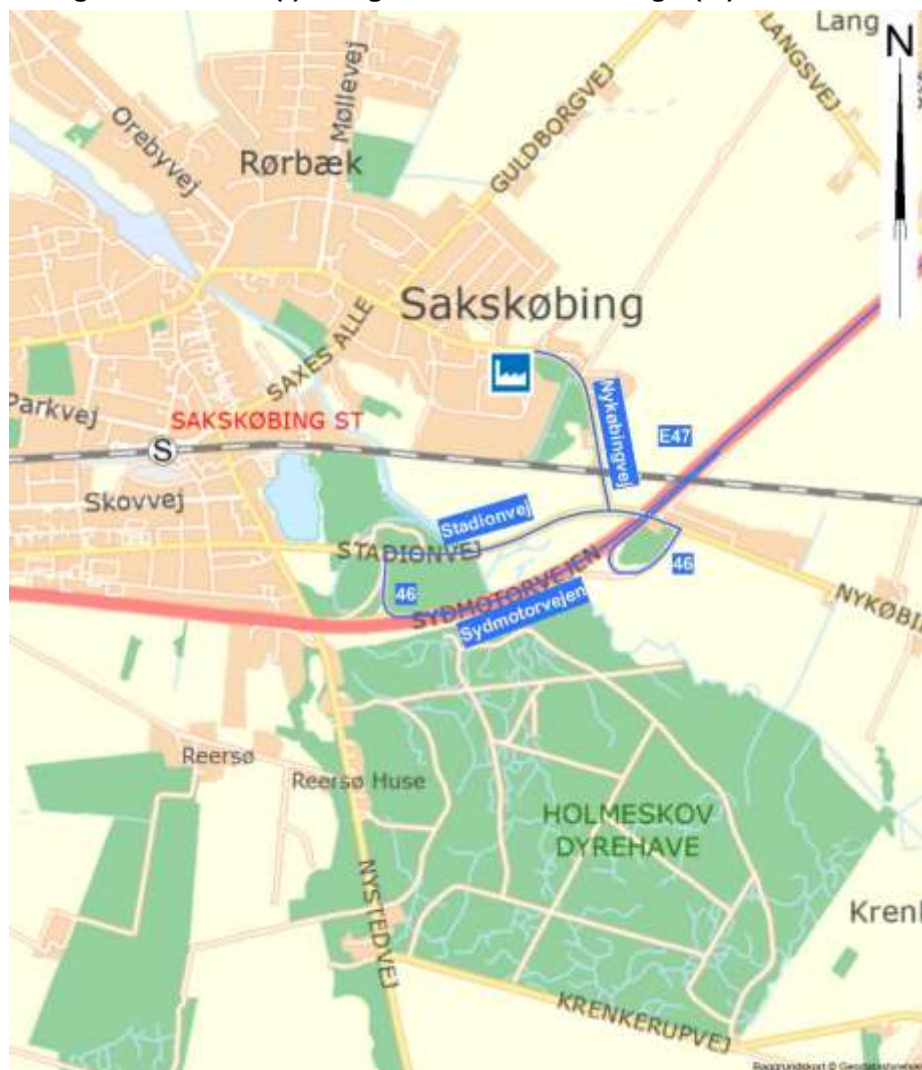 Lang
N
LANGSVEJ
Møllevej
Orebyvej
Rørbæk
GULDBORGVEJ
Sakskøbing
SAXES ALLE
Parkvej
SAKSKØBING ST
S
Nykøbingvej
E47
Skovvej
Stadionvej
STADIONVEJ
46
46
SYDMOTORVEJEN
Sydmotorvejen
NYKØBIN
Reersø
Reersø Huse
HOLMESKOV
DYREHAVE
NYSTEDVEJ
Krenk
KRENKERUPVEJ